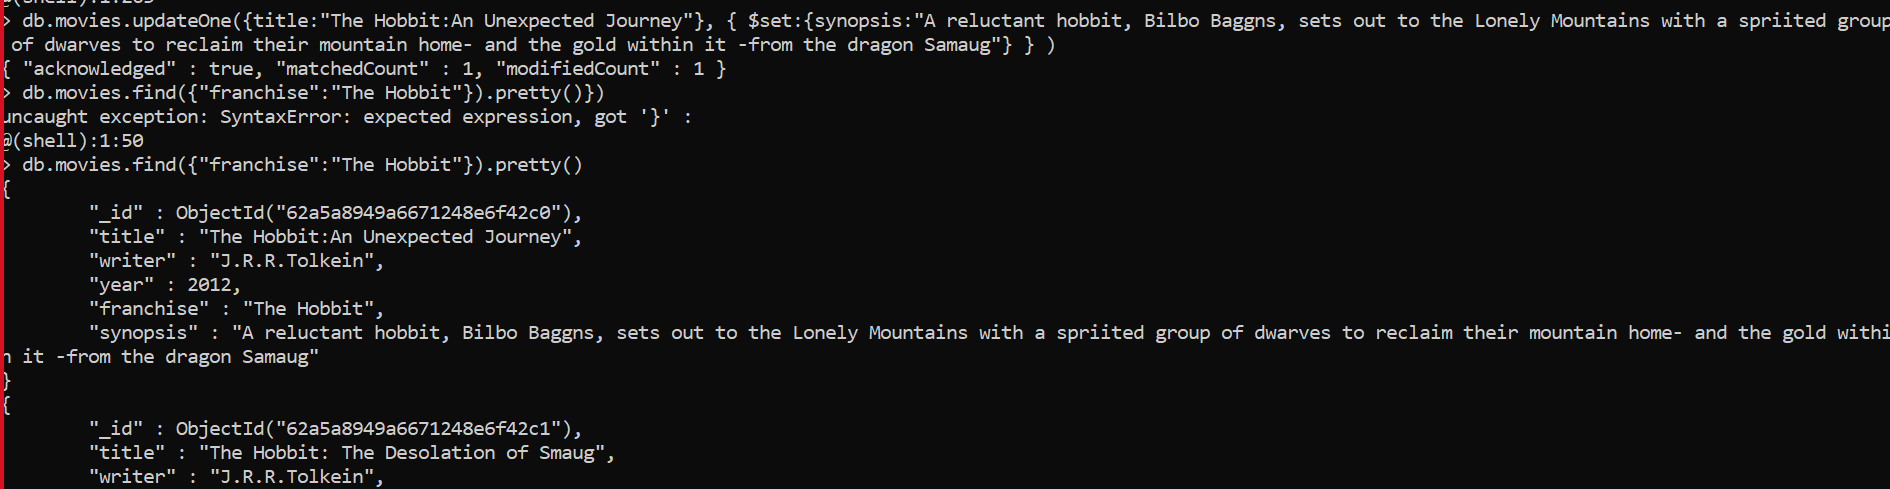 > db.movies.updateOne({title:"The Hobbit:An Unexpected Journey"}, { $set:{synopsis:"A reluctant hobbit, Bilbo Baggns, sets out to the Lonely Mountains with a spriited group
of dwarves to reclaim their mountain home- and the gold within it -from the dragon Samaug"} } )
{ "acknowledged" : true, "matchedCount" : 1, "modifiedCount" : 1 }
> db.movies.find({"franchise":"The Hobbit"}).pretty()})
uncaught exception: SyntaxError: expected expression, got '}' :
@(shell):1:50
> db.movies.find({"franchise":"The Hobbit"}).pretty()
{
"_id" : ObjectId("62a5a8949a6671248e6f42c0"),
"title" : "The Hobbit:An Unexpected Journey",
"writer" : "J.R.R.Tolkein",
"year" : 2012,
"franchise" : "The Hobbit",
"synopsis" : "A reluctant hobbit, Bilbo Baggns, sets out to the Lonely Mountains with a spriited group of dwarves to reclaim their mountain home- and the gold withi
n it -from the dragon Samaug"
}
{
"_id" : ObjectId("62a5a8949a6671248e6f42c1"),
"title" : "The Hobbit: The Desolation of Smaug",
"writer" : "J.R.R.Tolkein",